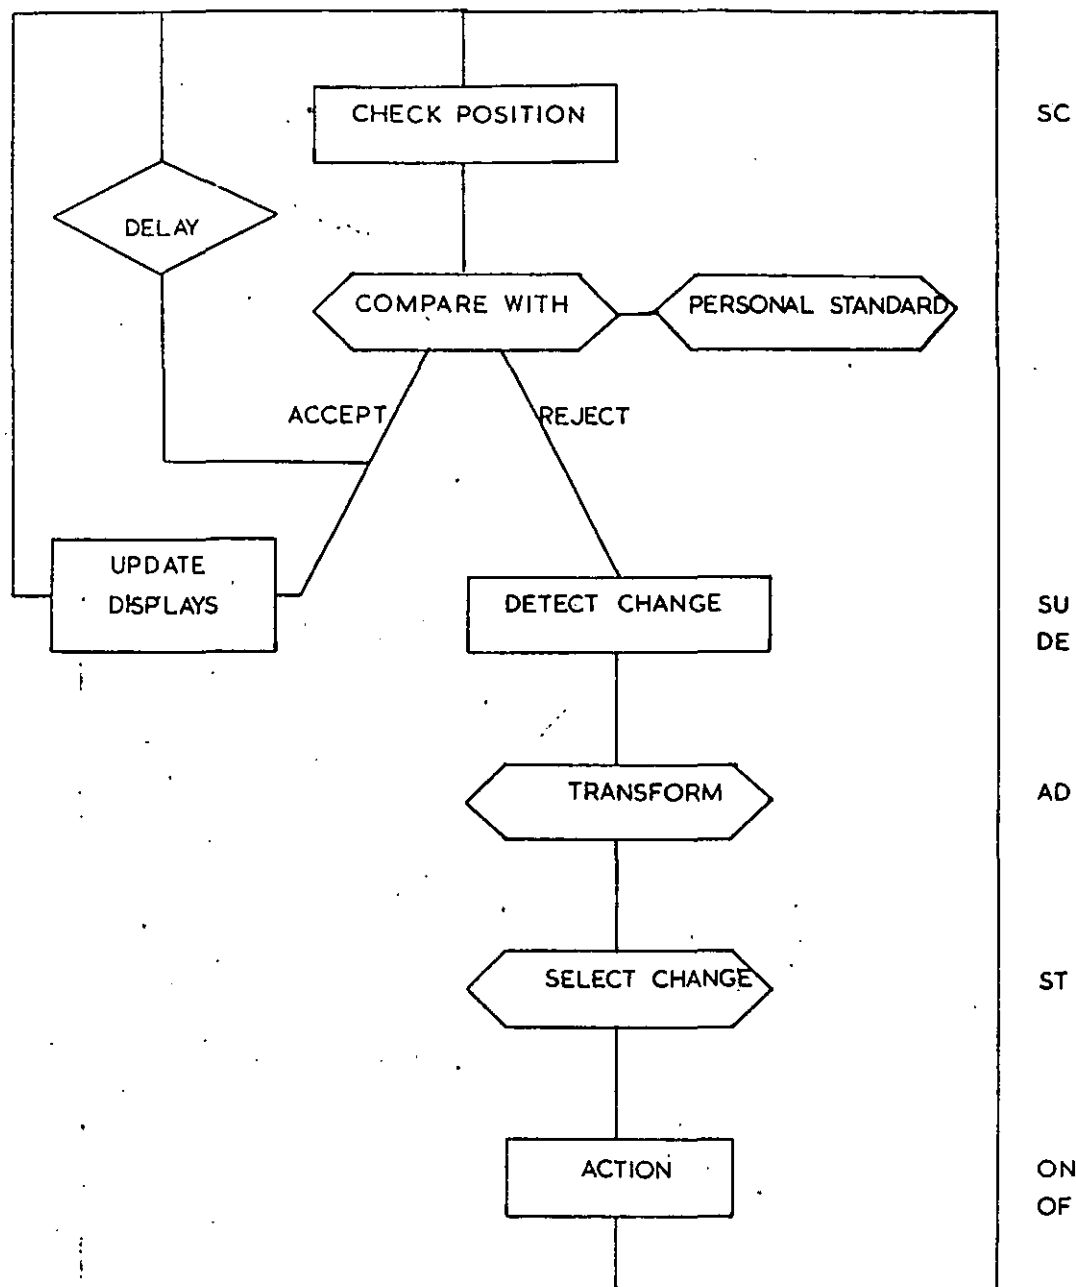 CHECK POSITION
SC
DELAY
COMPARE WITH
PERSONAL STANDARD
ACCEPT
REJECT
UPDATE
DISPLAYS
DETECT CHANGE
SU
DE
TRANSFORM
AD
SELECT CHANGE
ST
ACTION
ON
OF